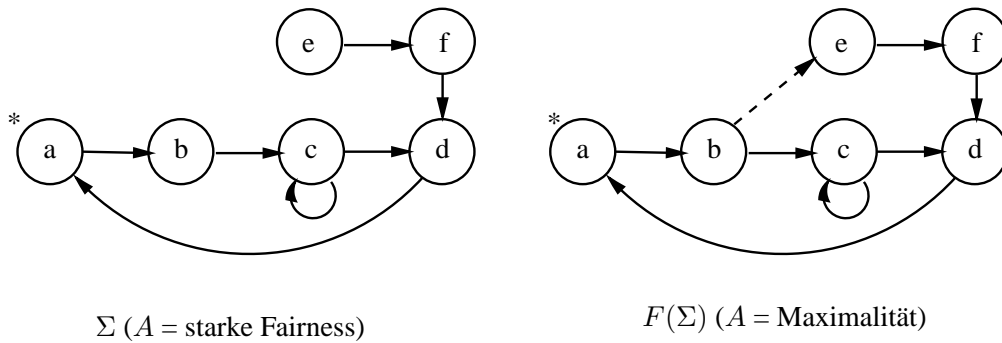 e f e f
* *
a b c d a b c d
Σ (A = starke Fairness) F(Σ) (A = Maximalität)